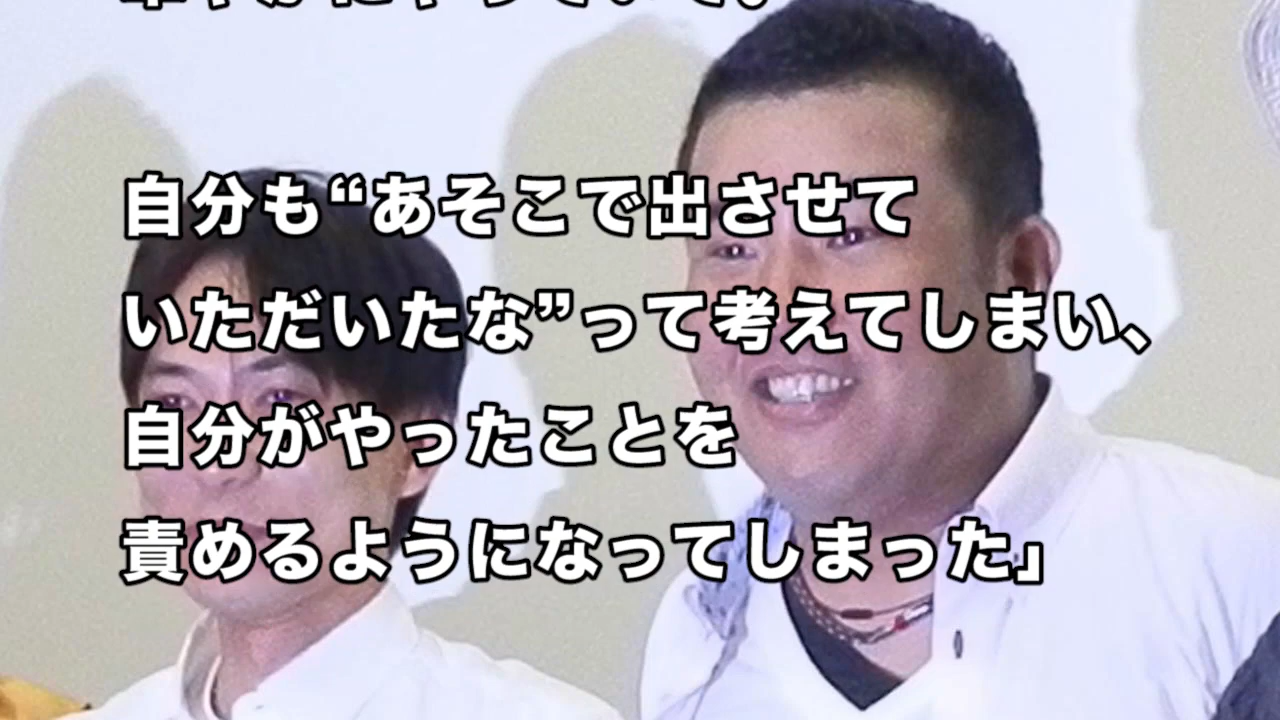 自分も“あそこで出させて
いただいたな”って考えてしまい、
自分がやったことを
責めるようになってしまった」